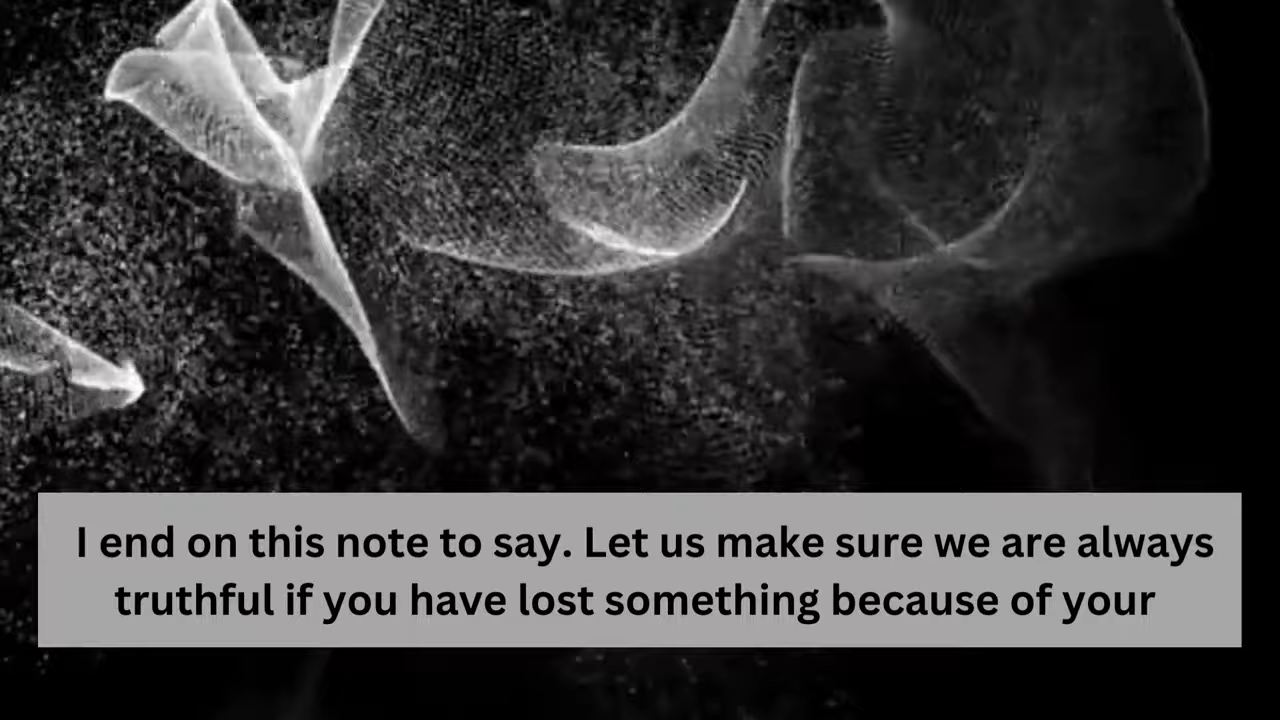 I end on this note to say. Let us make sure we are always
truthful if you have lost something because of your